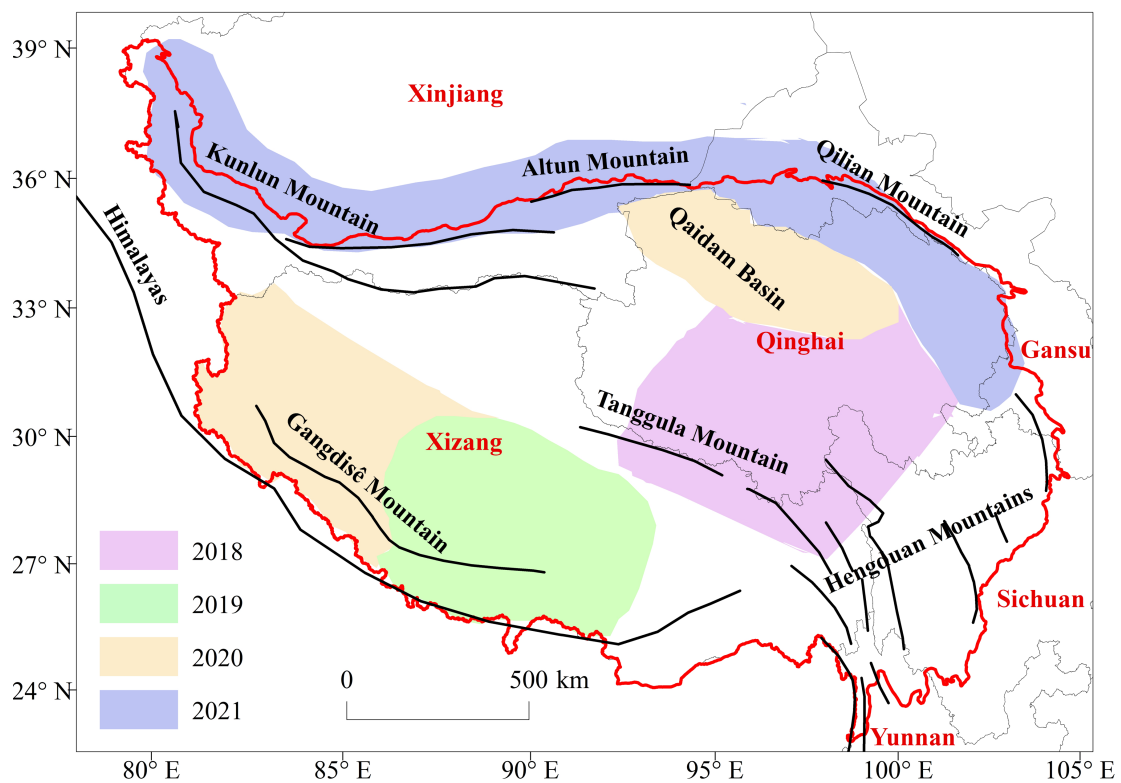 39° N
36° N
33° N
30° N
27° N
24° N
Xinjiang
Kunlun Mountain
Altun Mountain
Qilian Mountain
Himalayas
Qaidam Basin
Qinghai
Gansu
Tanggula Mountain
Gangdisê Mountain
Xizang
Hengduan Mountains
Sichuan
Yunnan
2018
2019
2020
2021
0 500 km
80° E 85° E 90° E 95° E 100° E 105° E